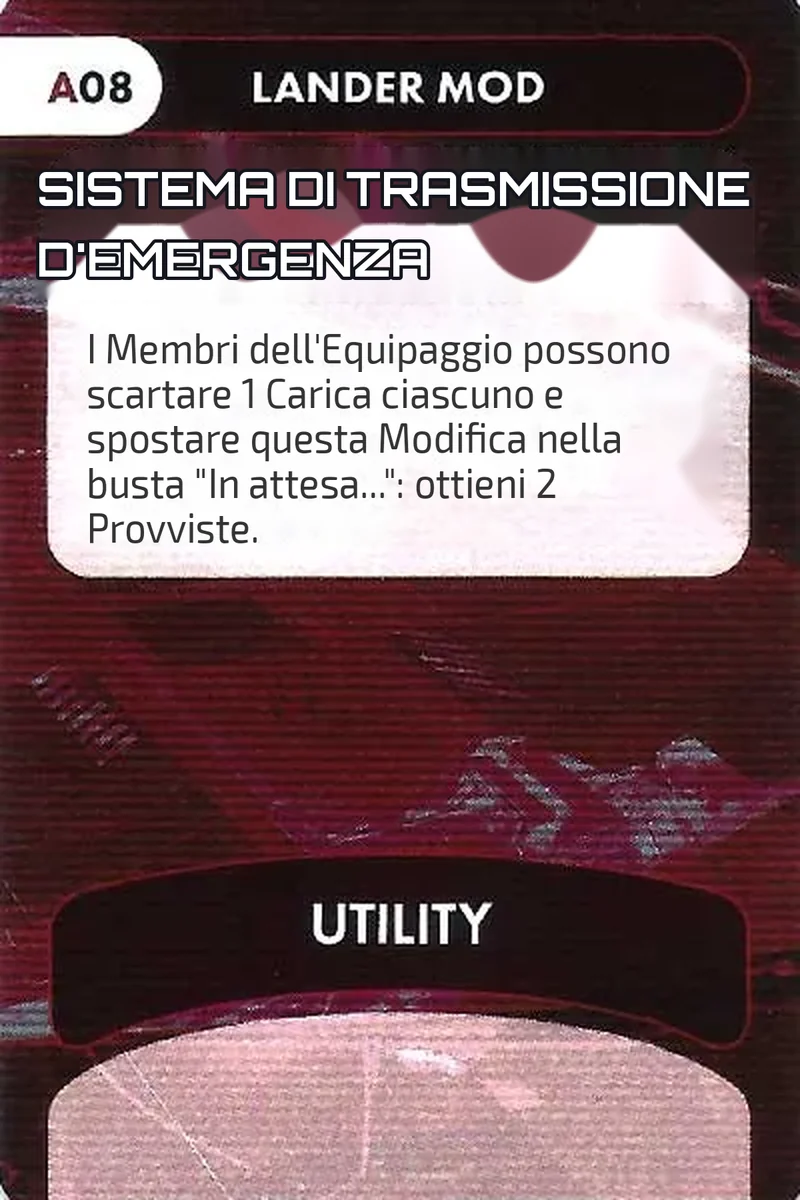 A08
LANDER MOD
SISTEMA DI TRASMISSIONE
D'EMERGENZA
I Membri dell'Equipaggio possono
scartare 1 Carica ciascuno e
spostare questa Modifica nella
busta "In attesa...": ottieni 2
Provviste.
UTILITY